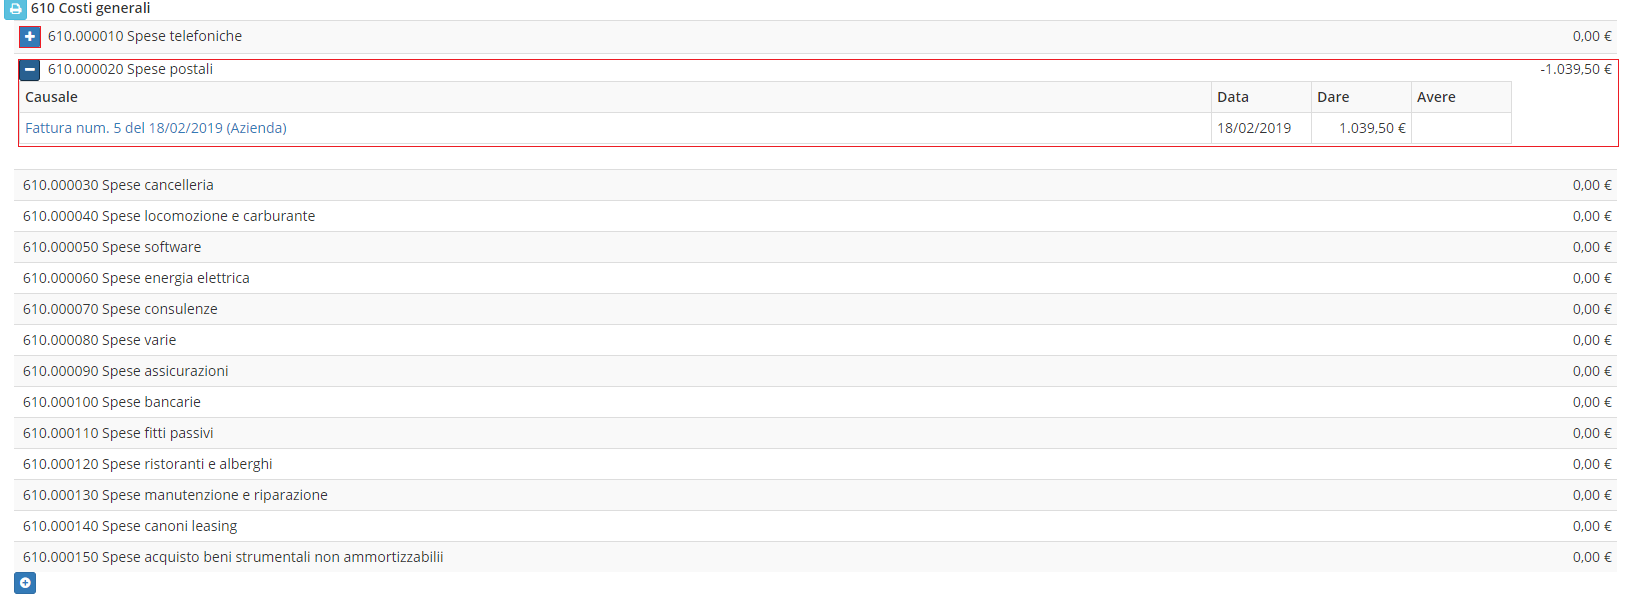 610 Costi generali
610.000010 Spese telefoniche 0,00 €
610.000020 Spese postali -1.039,50 €
Causale Data Dare Avere
Fattura num. 5 del 18/02/2019 (Azienda) 18/02/2019 1.039,50 €
610.000030 Spese cancelleria 0,00 €
610.000040 Spese locomozione e carburante 0,00 €
610.000050 Spese software 0,00 €
610.000060 Spese energia elettrica 0,00 €
610.000070 Spese consulenze 0,00 €
610.000080 Spese varie 0,00 €
610.000090 Spese assicurazioni 0,00 €
610.000100 Spese bancarie 0,00 €
610.000110 Spese fitti passivi 0,00 €
610.000120 Spese ristoranti e alberghi 0,00 €
610.000130 Spese manutenzione e riparazione 0,00 €
610.000140 Spese canoni leasing 0,00 €
610.000150 Spese acquisto beni strumentali non ammortizzabilii 0,00 €